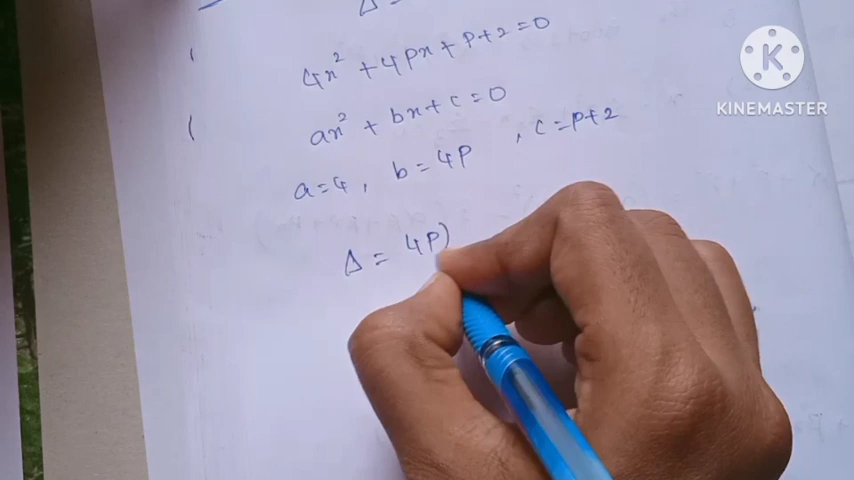 Δ =
4x² + 4px + p+2 = 0
ax² + bx + c = 0
a = 4, b = 4p, c = p+2
Δ = 4p)
KINEMASTER